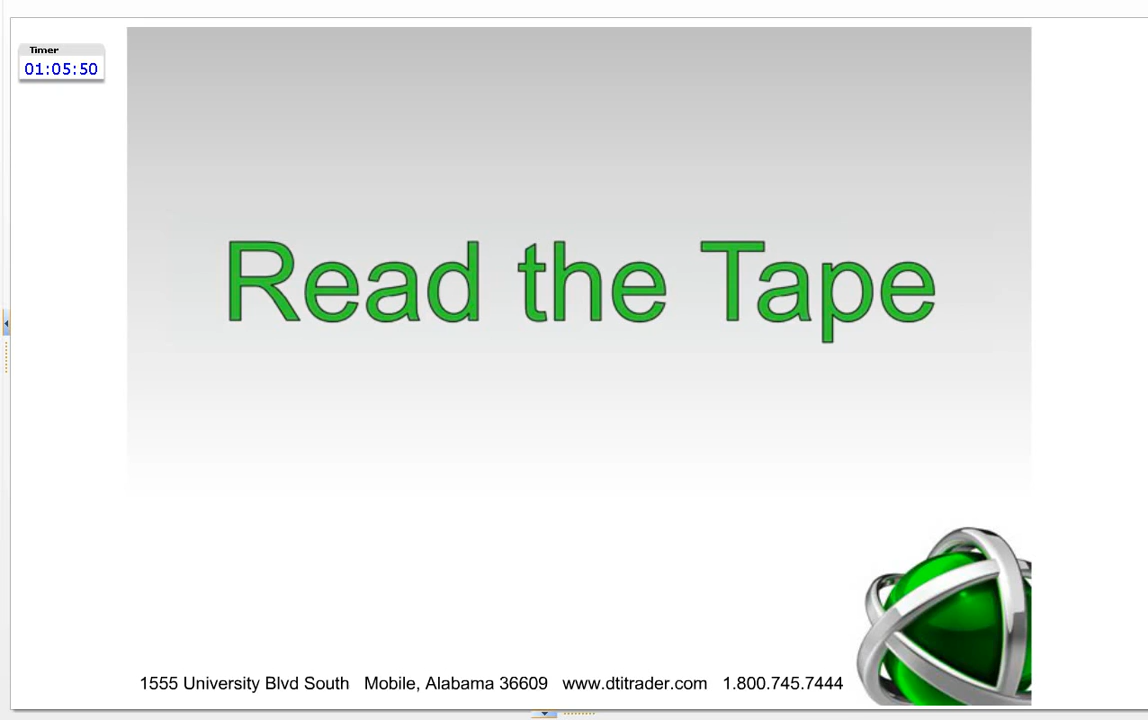 Timer
01:05:50
Read the Tape
1555 University Blvd South Mobile, Alabama 36609 www.dtitrader.com 1.800.745.7444